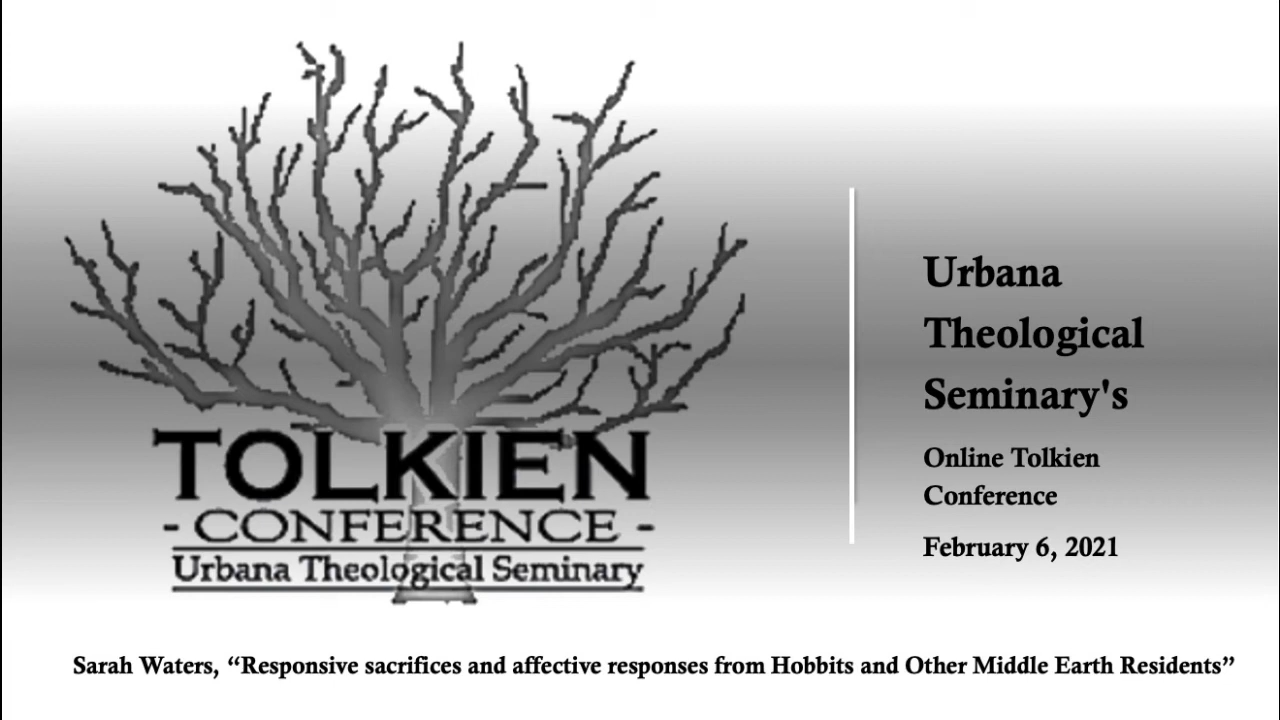 TOLKIEN
- CONFERENCE -
Urbana Theological Seminary
Urbana
Theological
Seminary's
Online Tolkien
Conference
February 6, 2021
Sarah Waters, “Responsive sacrifices and affective responses from Hobbits and Other Middle Earth Residents”